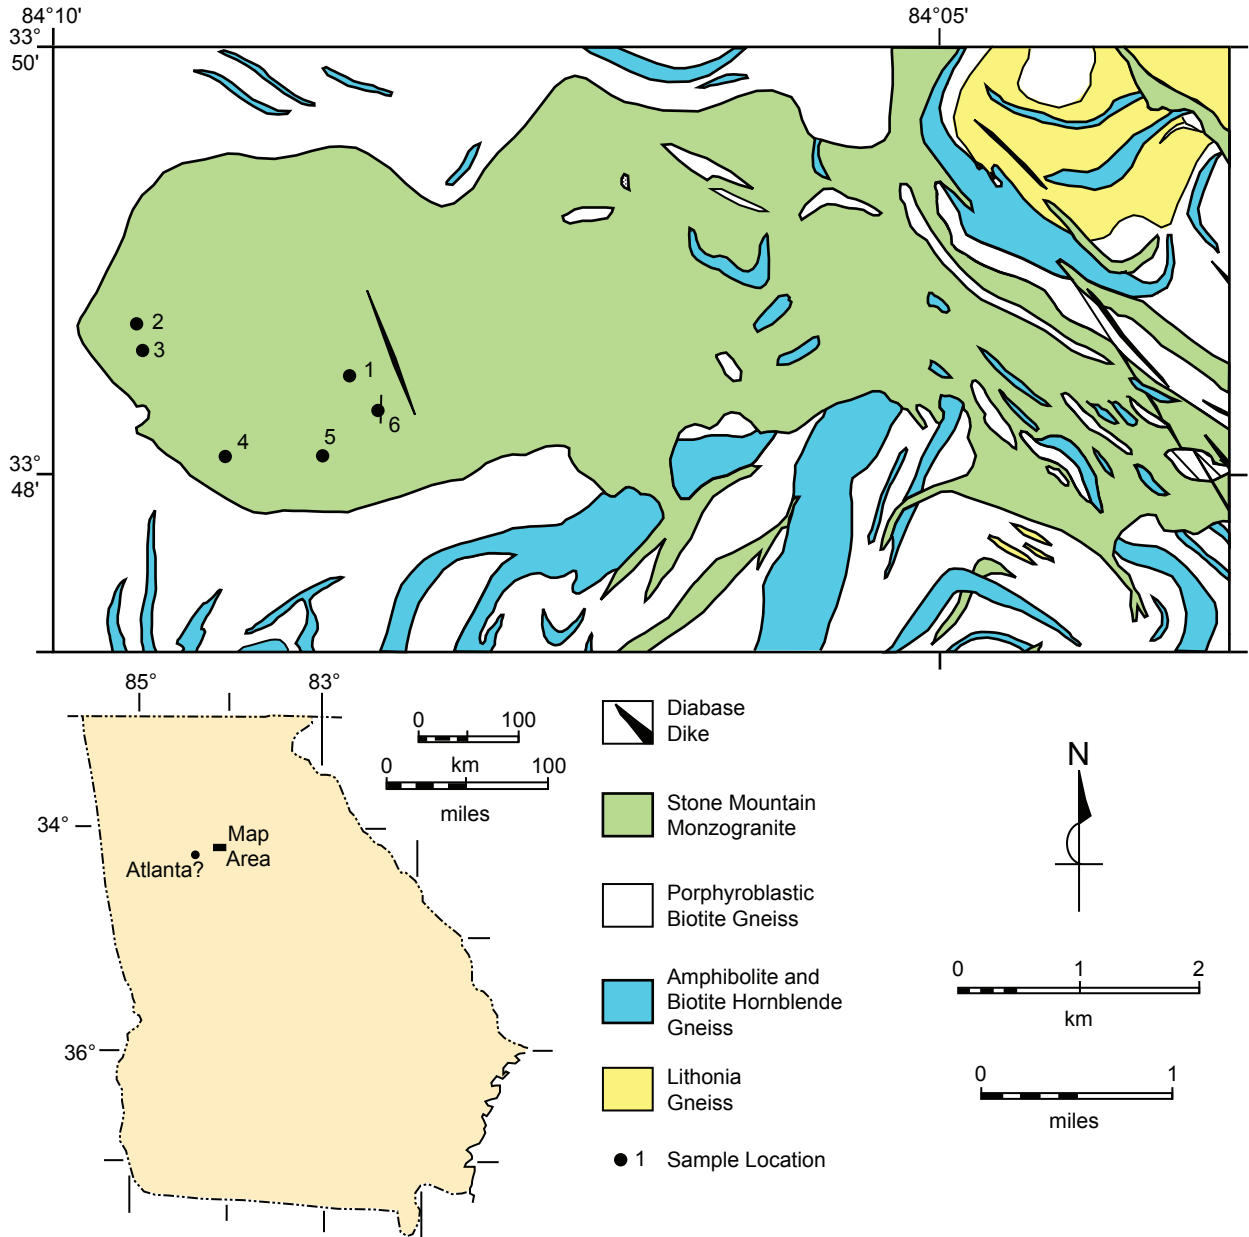 84°10'
84°05'
33°
50'
2
3
1
6
4
5
33°
48'
85°
83°
0 100
km
0 100
miles
34°
Map
Area
Atlanta?
36°
Diabase
Dike
Stone Mountain
Monzogranite
Porphyroblastic
Biotite Gneiss
Amphibolite and
Biotite Hornblende
Gneiss
Lithonia
Gneiss
1 Sample Location
N
0 1 2
km
0 1
miles